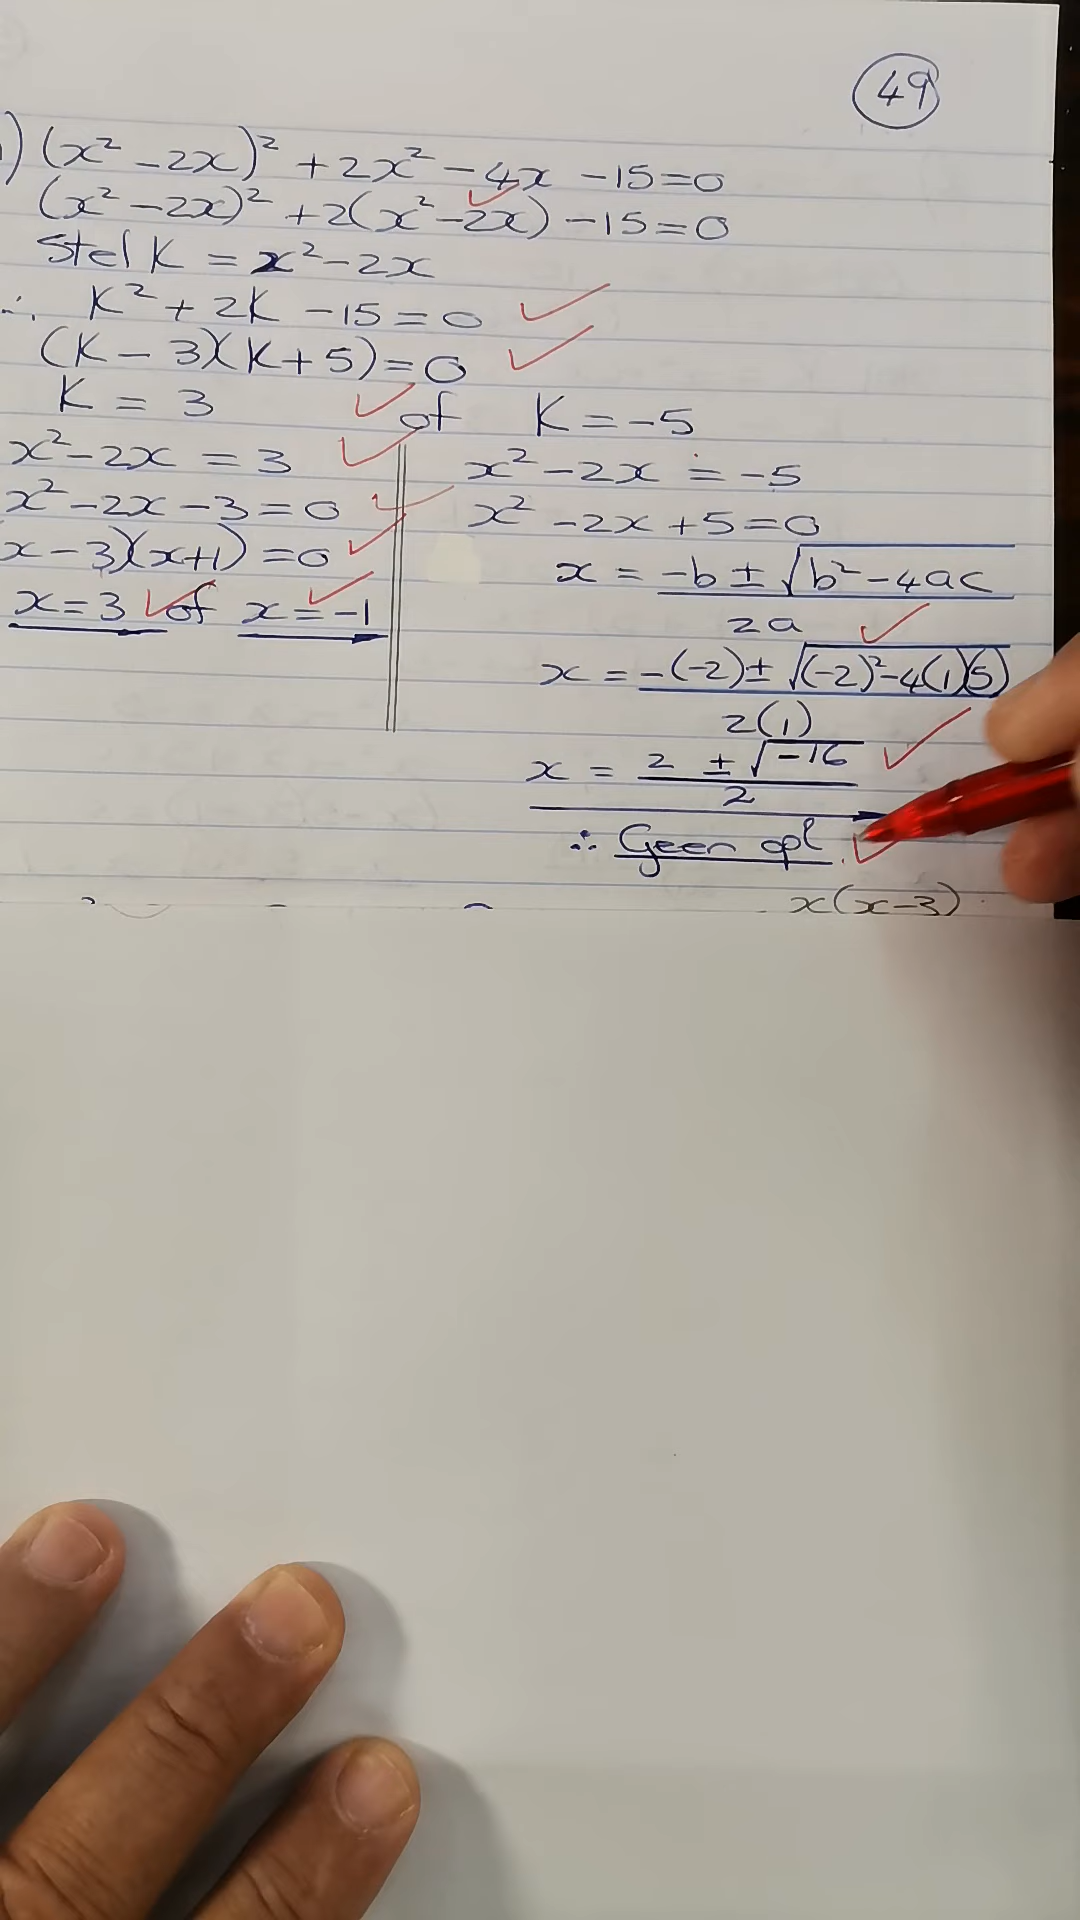 49
) (x² - 2x)² + 2x² - 4x - 15 = 0
(x² - 2x)² + 2(x² - 2x) - 15 = 0
Stel K = x² - 2x
∴ K² + 2K - 15 = 0
(K - 3)(K + 5) = 0
K = 3 of K = -5
x² - 2x = 3
x² - 2x - 3 = 0
x - 3)(x + 1) = 0
x = 3 of x = -1
x² - 2x = -5
x² - 2x + 5 = 0
x = -b ± √b² - 4ac
2a
x = -(-2) ± √(-2)² - 4(1)(5)
2(1)
x = 2 ± √-16
2
∴ Geen opl.
x(x - 3)